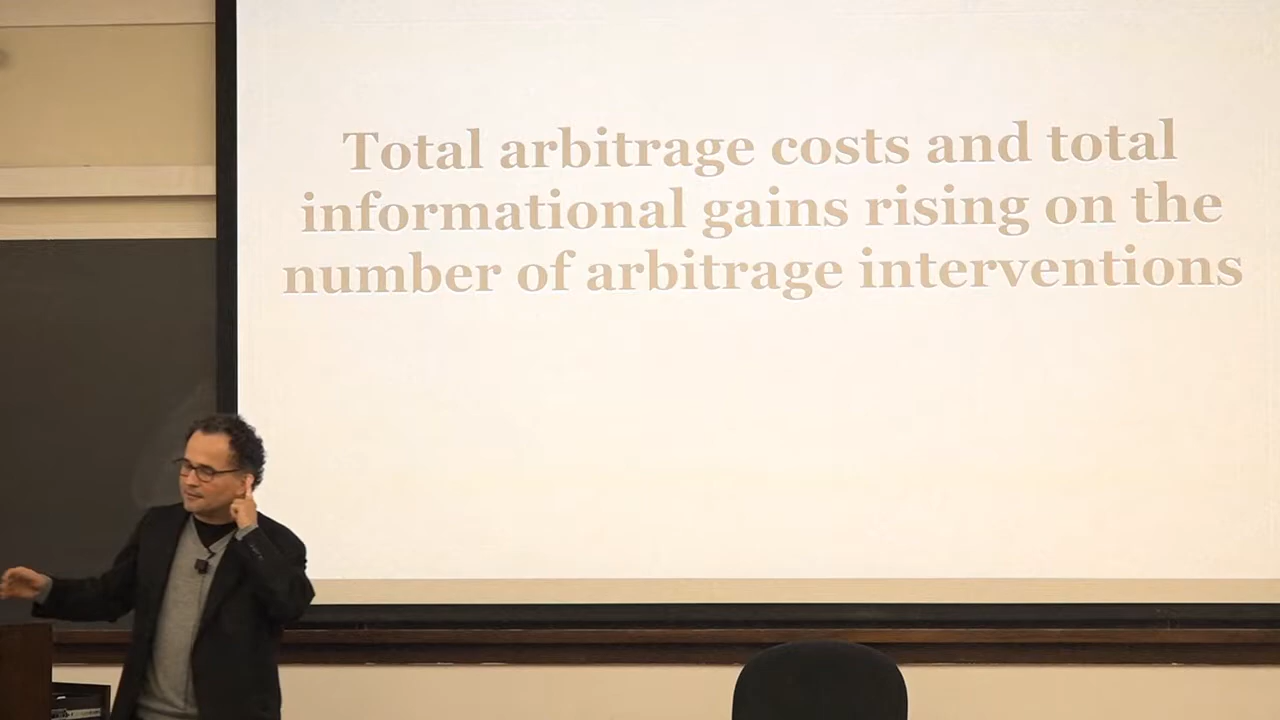 Total arbitrage costs and total
informational gains rising on the
number of arbitrage interventions